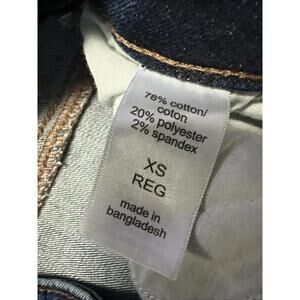 78% cotton/
coton
20% polyester
2% spandex
XS
REG
made in
bangladesh